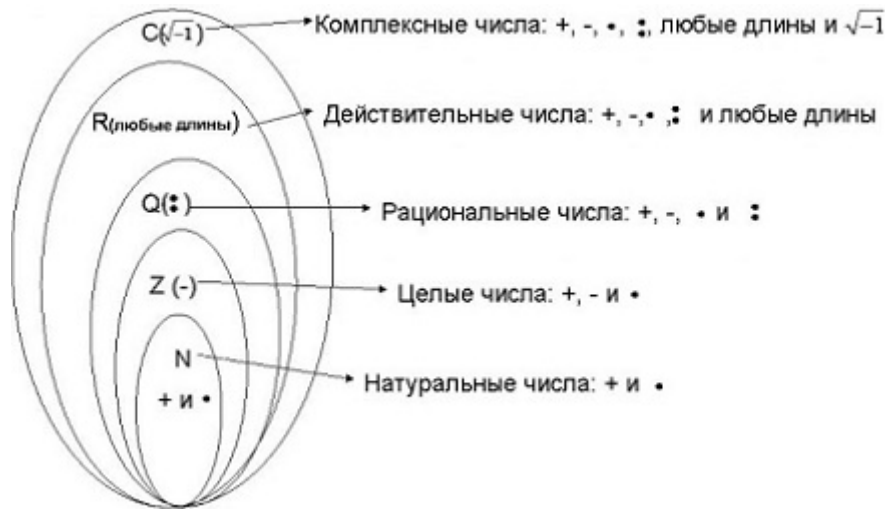 C(√-1) Комплексные числа: +, -, •, :, любые длины и √-1
R(любые длины) Действительные числа: +, -,• ,: и любые длины
Q(:) Рациональные числа: +, -, • и :
Z (-) Целые числа: +, - и •
N
Натуральные числа: + и •
+ и •